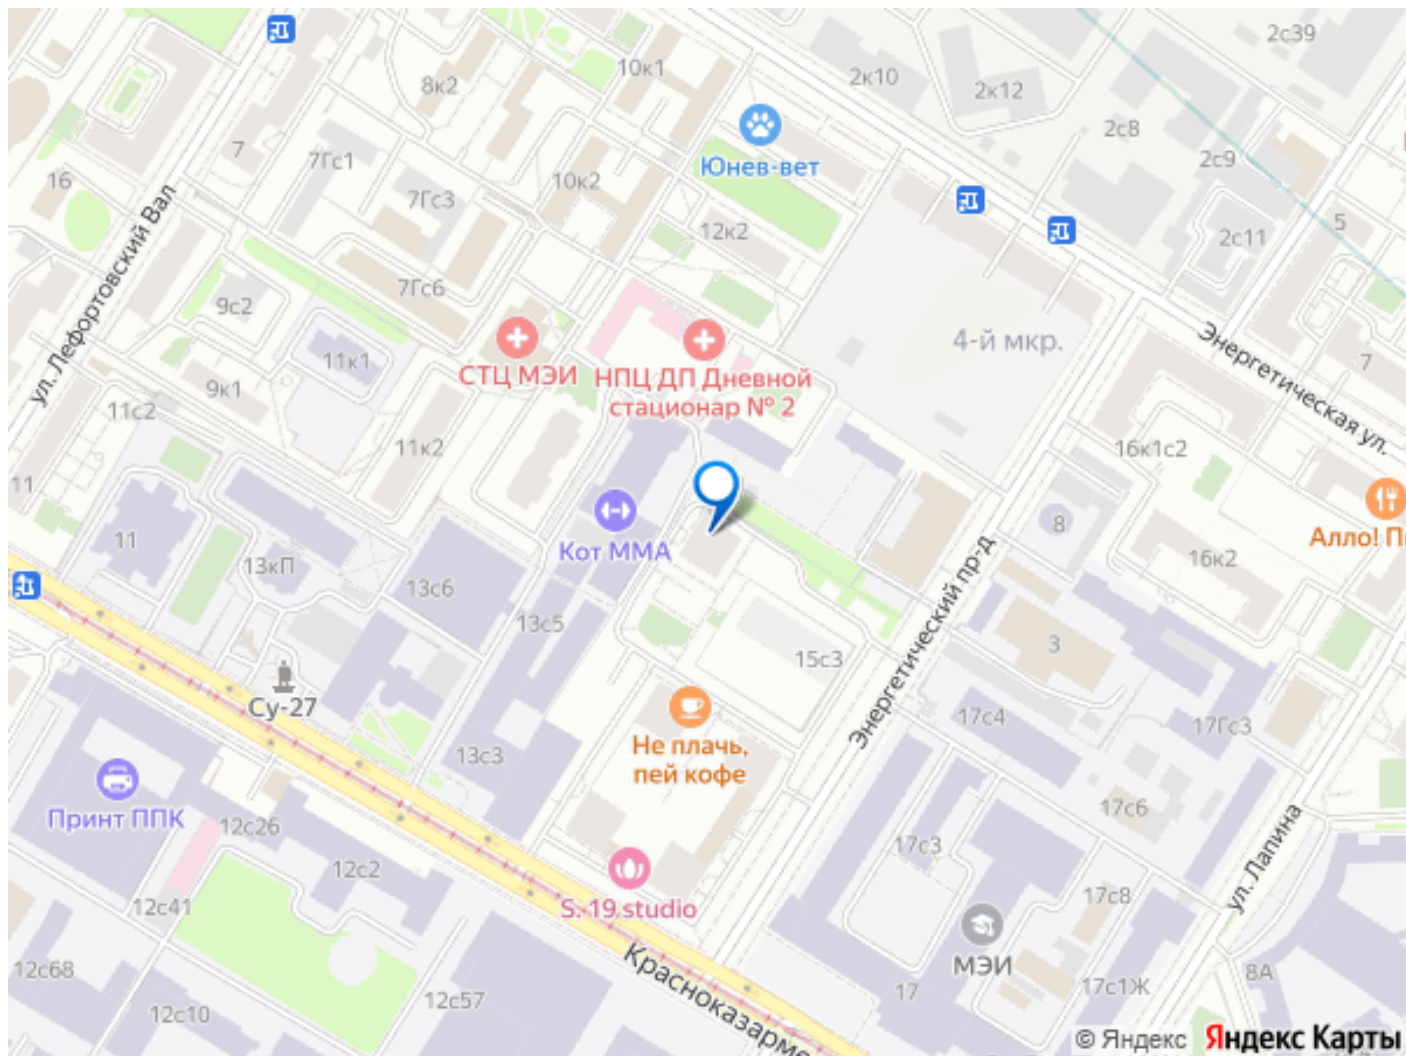 2с39
10к1
2к10
8к2
2к12
2с8
7
7Гс1
Юнев-вет
2с9
16
10к2
7Гс3
12к2
2с11
5
ул. Лефортовский Вал
7Гс6
9с2
4-й мкр.
Энергетическая ул.
11к1
СТЦ МЭИ
НПЦ ДП Дневной
стационар № 2
7
9к1
11с2
11к2
16к1с2
11
8
Алло! П
11
Кот ММА
13кП
13с6
16к2
Энергетический пр-д
13с5
3
15с3
Су-27
17с4
17Гс3
Не плачь,
пей кофе
13с3
Принт ППК
17с6
12с26
17с3
ул. Лапина
12с2
17с8
12с41
S.-19 studio
МЭИ
12с68
Красноказарме
8А
17с1Ж
12с57
17
12с10
© Яндекс Яндекс Карты